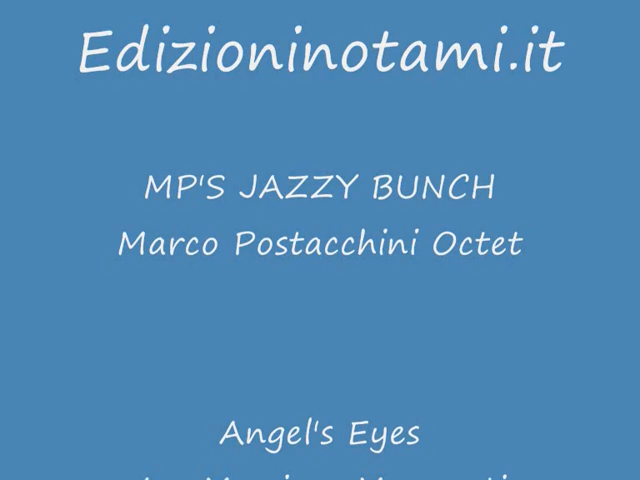 Edizioninotami.it
MP'S JAZZY BUNCH
Marco Postacchini Octet
Angel's Eyes